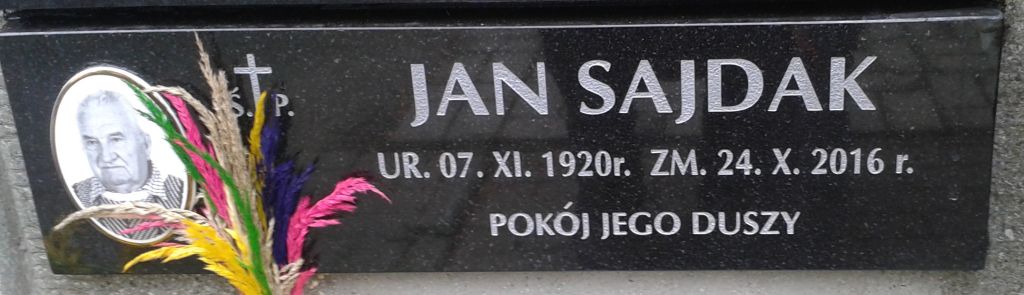 Ś. P.
JAN SAJDAK
UR. 07. XI. 1920r. ZM. 24. X. 2016 r.
POKÓJ JEGO DUSZY